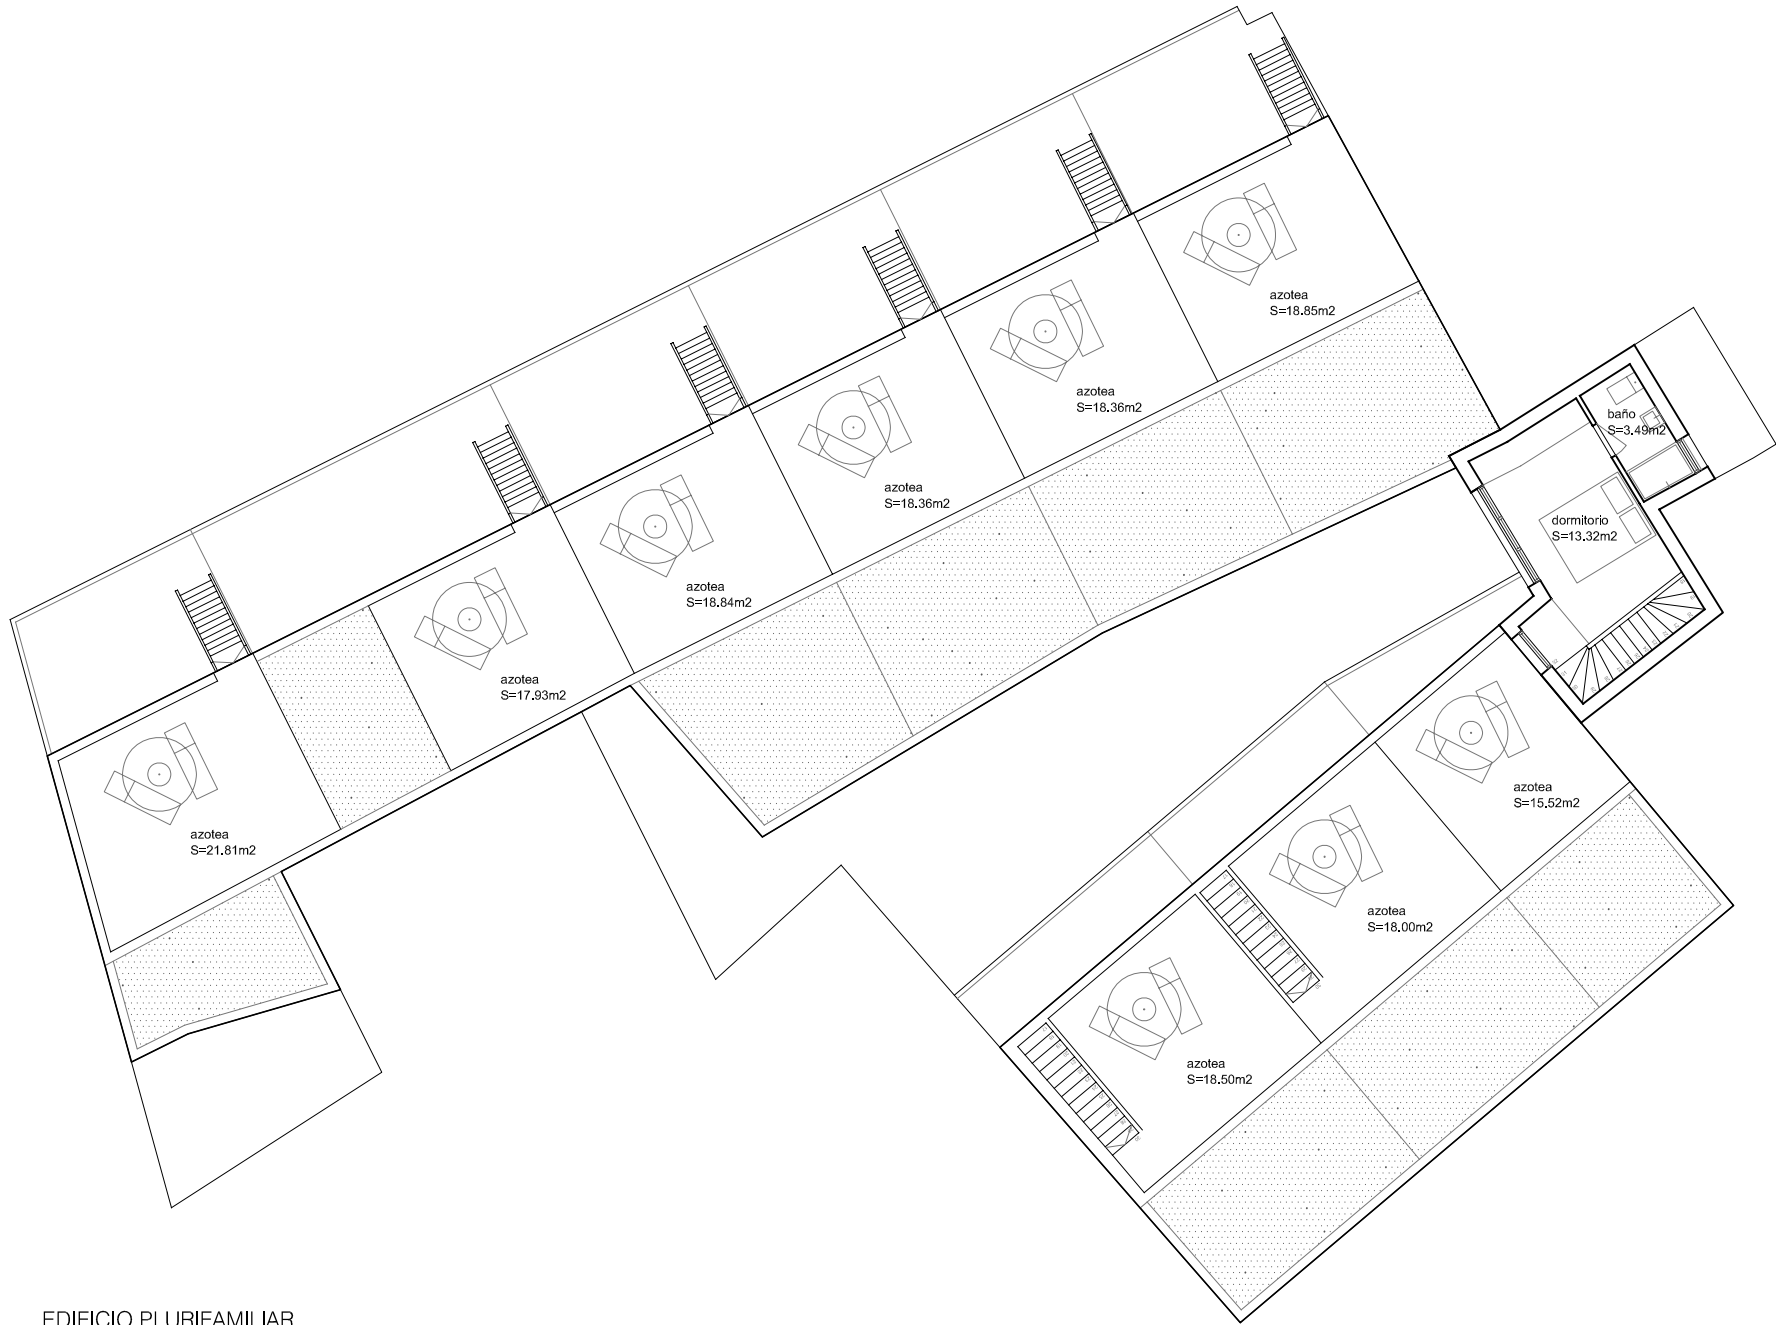 azotea
S=18.85m2
azotea
S=18.36m2
baño
S=3.49m2
azotea
S=18.36m2
dormitorio
S=13.32m2
azotea
S=18.84m2
azotea
S=17.93m2
azotea
S=15.52m2
azotea
S=21.81m2
azotea
S=18.00m2
azotea
S=18.50m2
EDIFICIO PLURIFAMILIAR